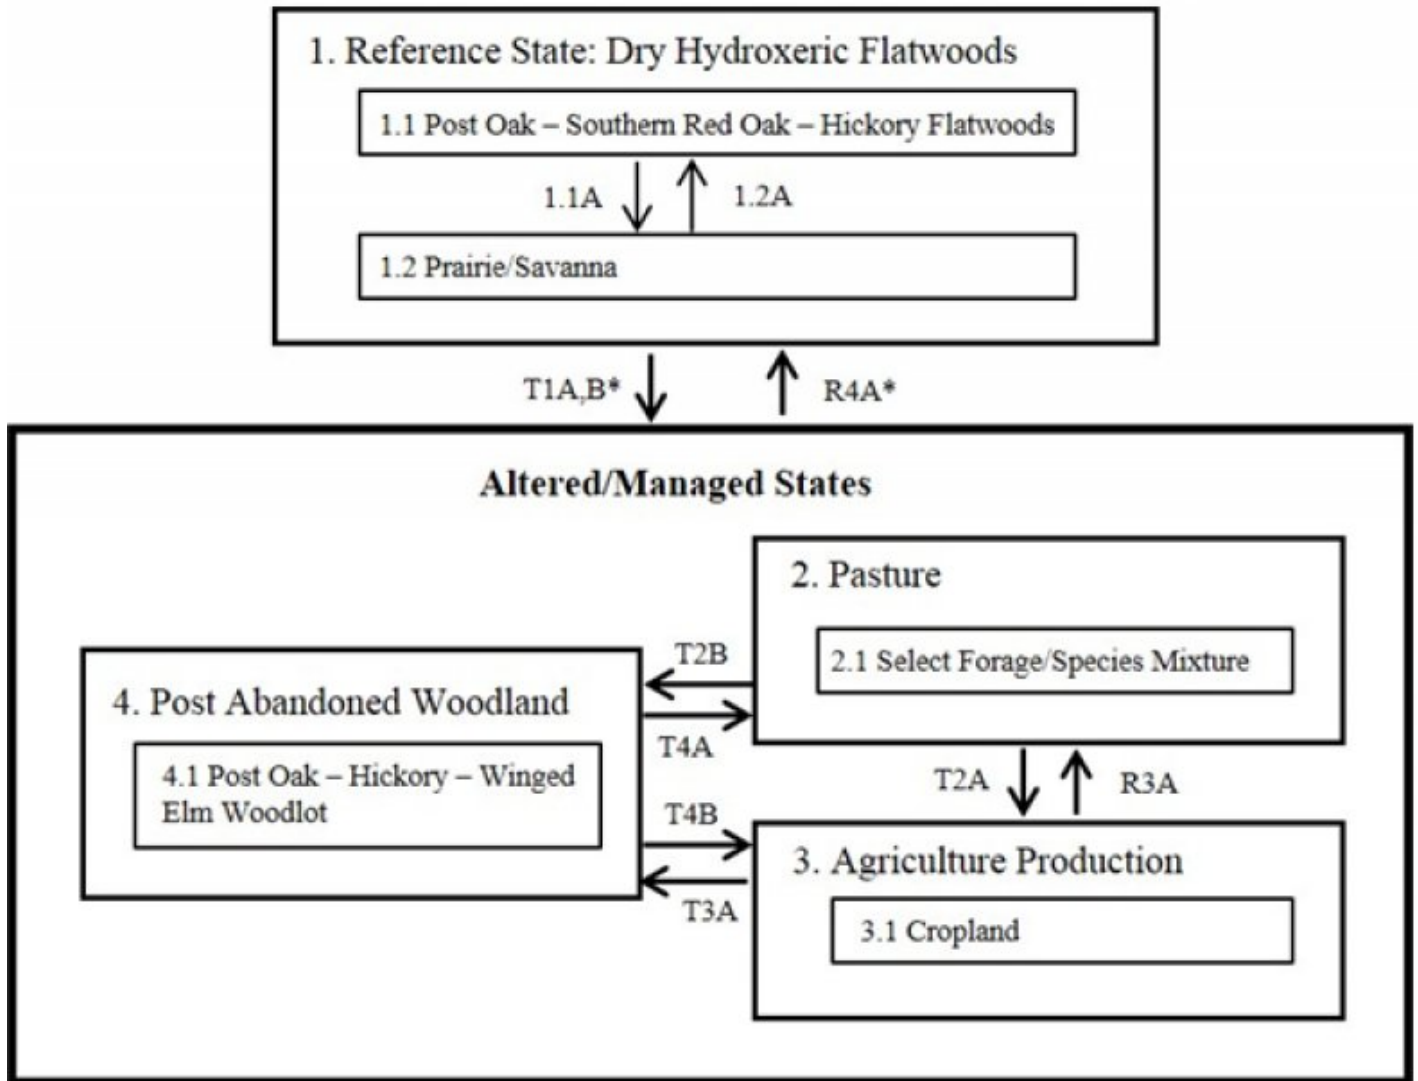 1. Reference State: Dry Hydroxeric Flatwoods
1.1 Post Oak – Southern Red Oak – Hickory Flatwoods
1.1A
1.2A
1.2 Prairie/Savanna
T1A,B*
R4A*
Altered/Managed States
2. Pasture
2.1 Select Forage/Species Mixture
T2B
4. Post Abandoned Woodland
T4A
4.1 Post Oak – Hickory – Winged
Elm Woodlot
T2A
R3A
T4B
3. Agriculture Production
T3A
3.1 Cropland